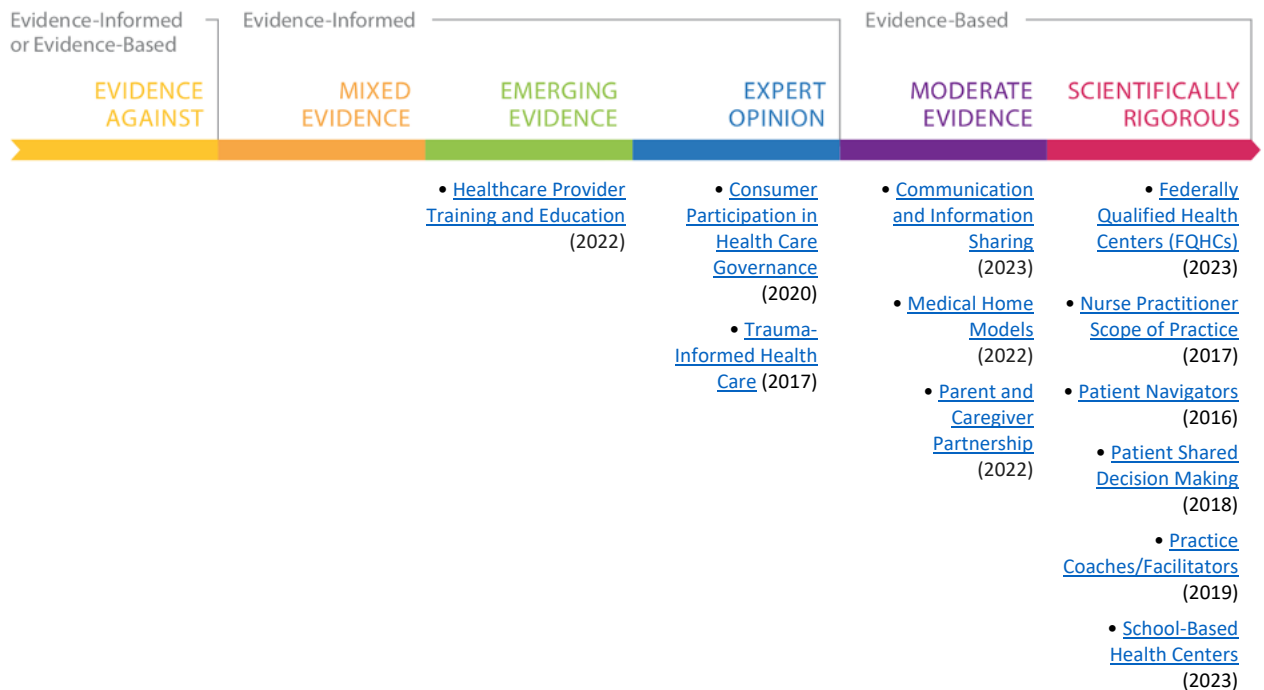 Evidence-Informed
or Evidence-Based
Evidence-Informed
Evidence-Based
EVIDENCE
AGAINST
MIXED
EVIDENCE
EMERGING
EVIDENCE
EXPERT
OPINION
MODERATE
EVIDENCE
SCIENTIFICALLY
RIGOROUS
• Healthcare Provider
Training and Education
(2022)
• Consumer
Participation in
Health Care
Governance
(2020)
• Trauma-
Informed Health
Care (2017)
• Communication
and Information
Sharing
(2023)
• Medical Home
Models
(2022)
• Parent and
Caregiver
Partnership
(2022)
• Federally
Qualified Health
Centers (FQHCs)
(2023)
• Nurse Practitioner
Scope of Practice
(2017)
• Patient Navigators
(2016)
• Patient Shared
Decision Making
(2018)
• Practice
Coaches/Facilitators
(2019)
• School-Based
Health Centers
(2023)